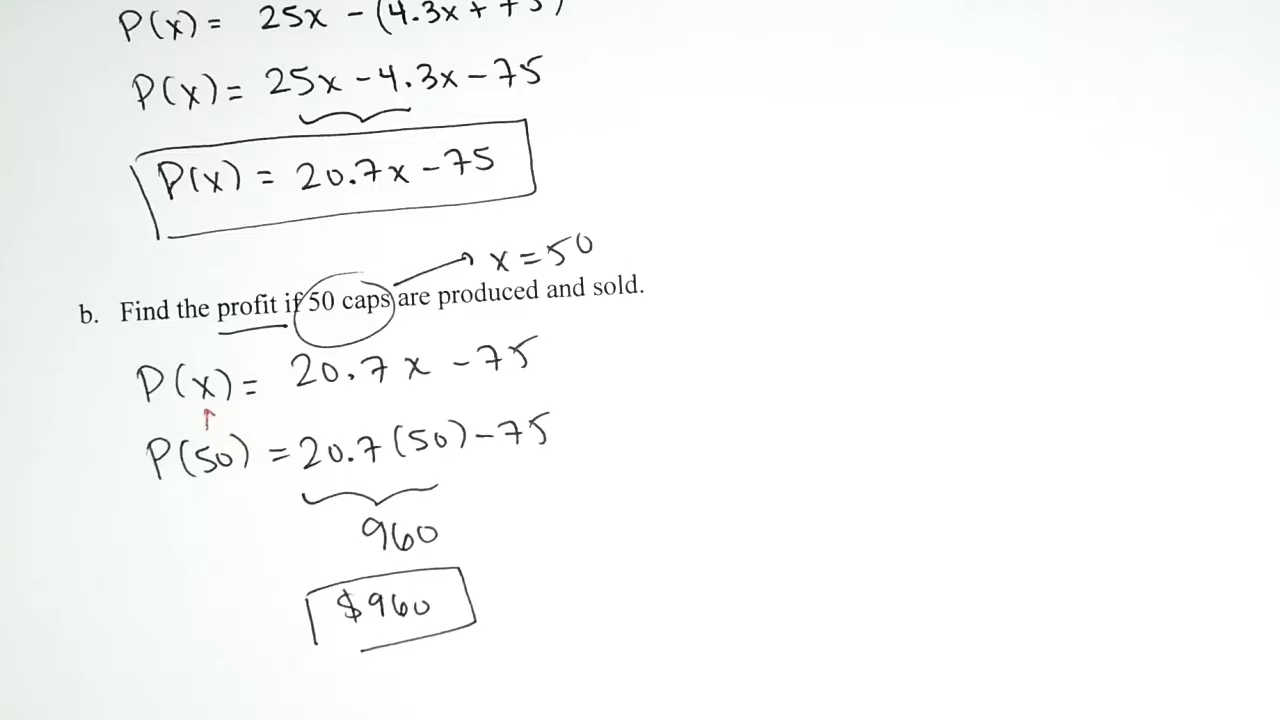 P(x) = 25x - (4.3x + 75)
P(x) = 25x - 4.3x - 75
P(x) = 20.7x - 75
x = 50
b. Find the profit if 50 caps are produced and sold.
P(x) = 20.7x - 75
P(50) = 20.7(50) - 75
960
$960